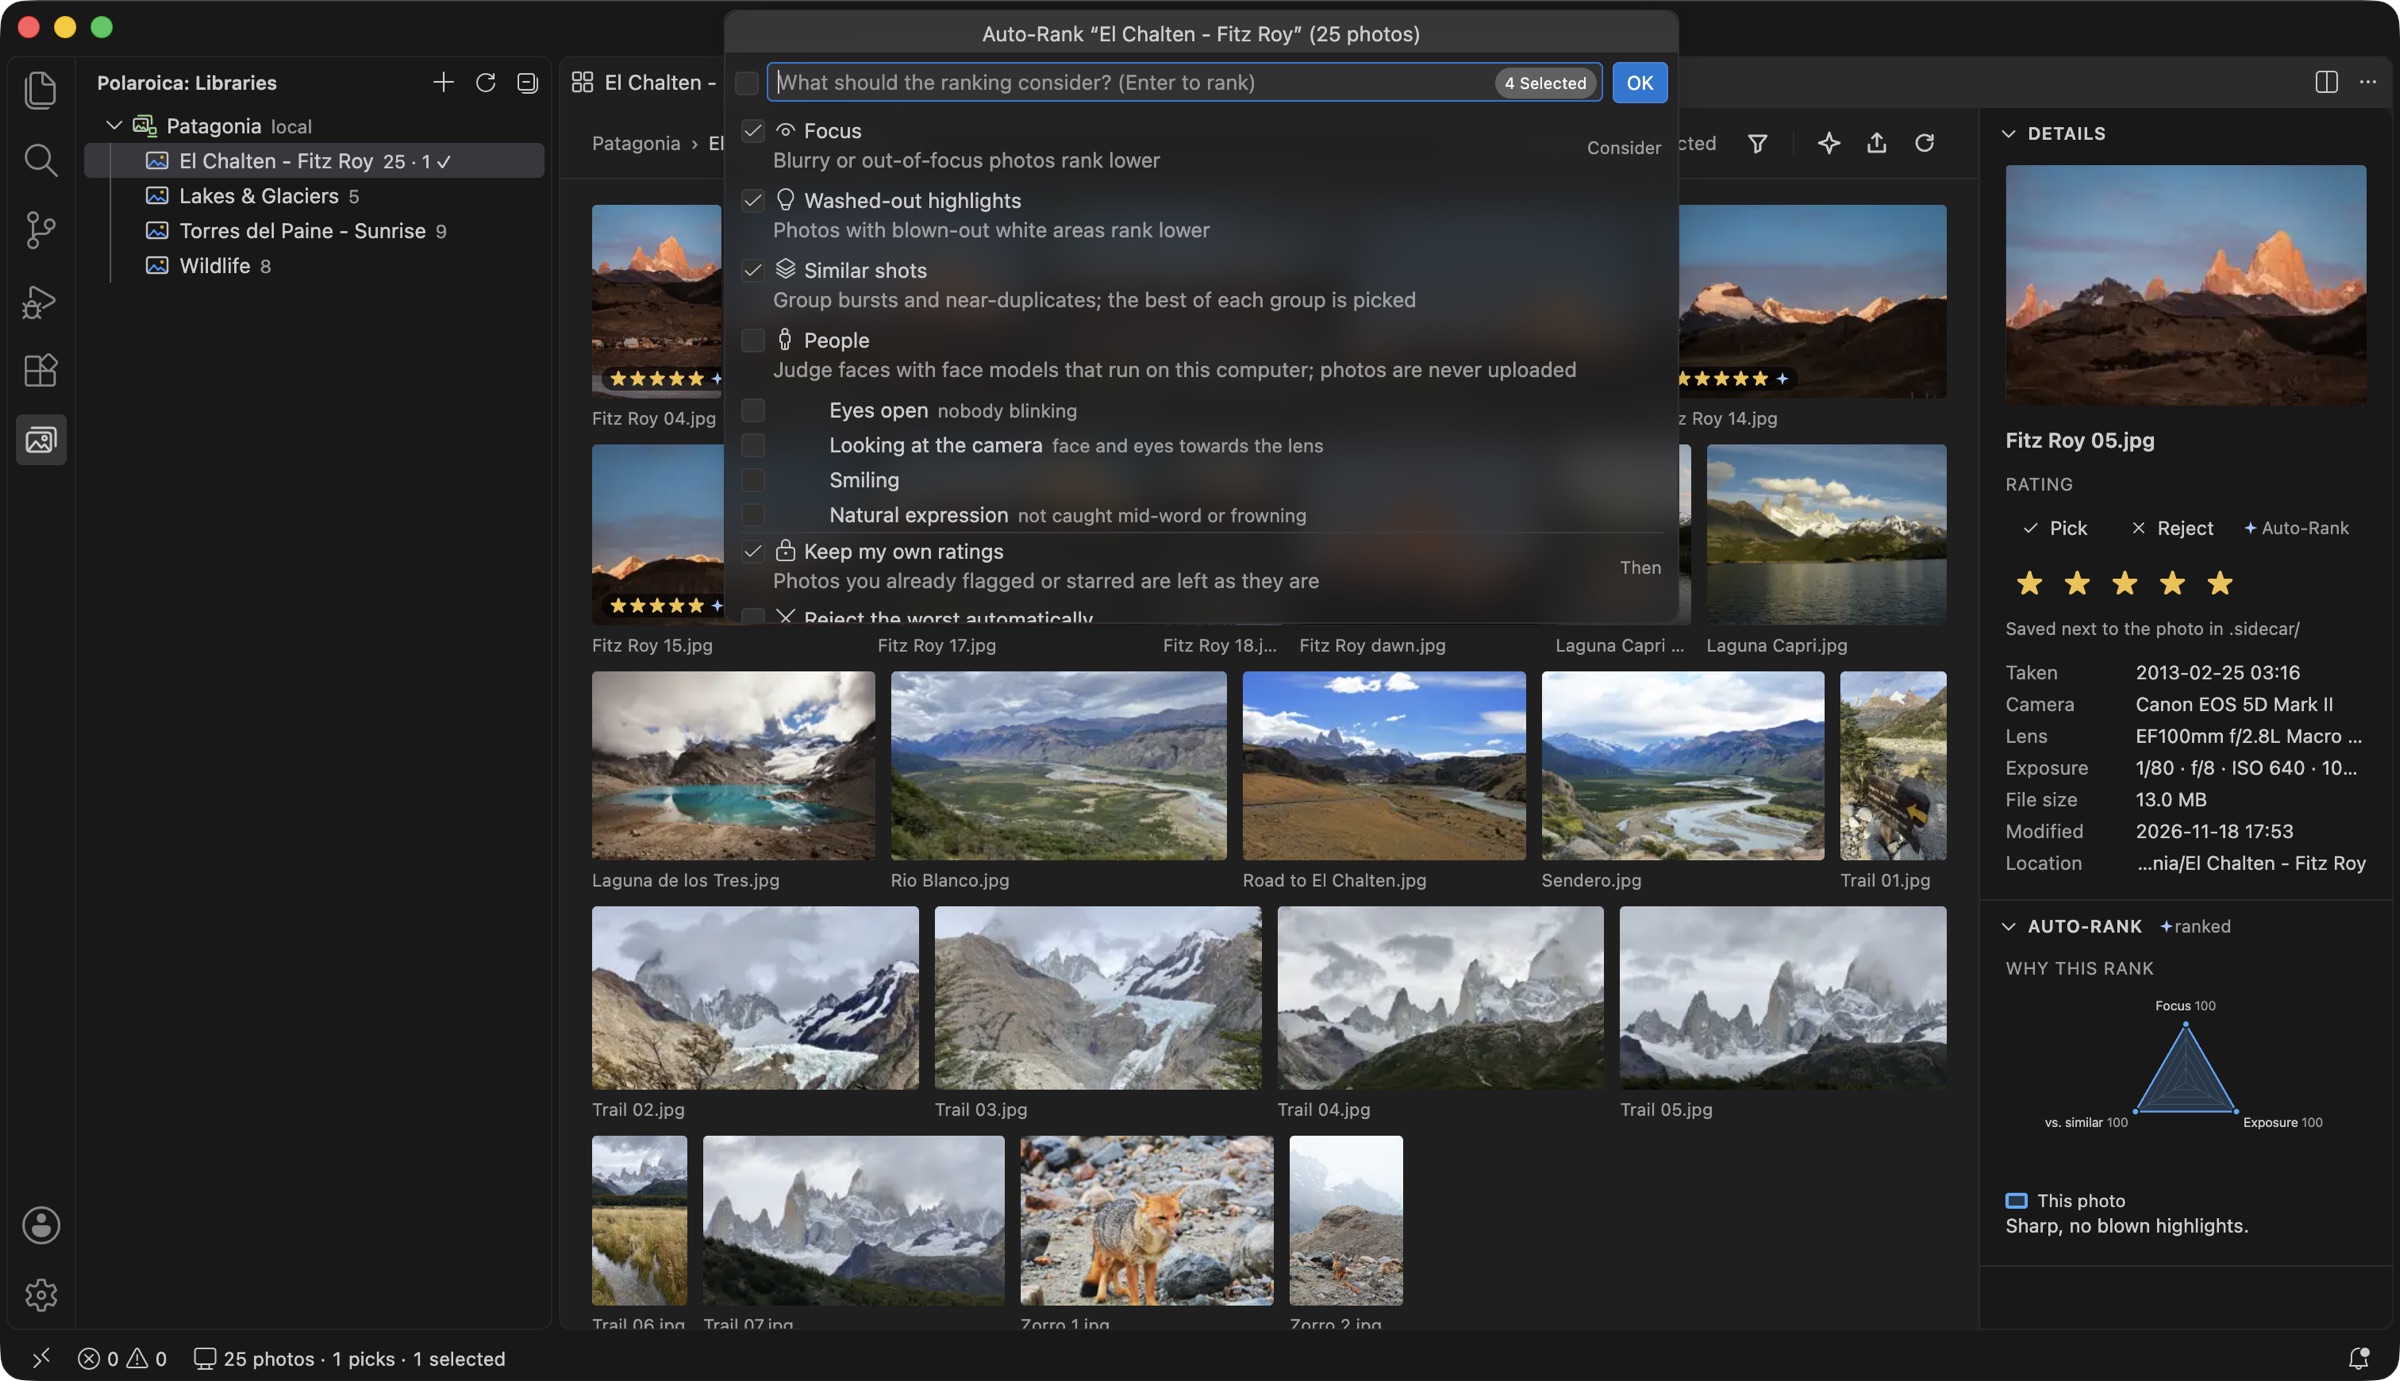 Auto-Rank “El Chalten - Fitz Roy” (25 photos)
What should the ranking consider? (Enter to rank)
4 Selected
OK
Focus
Blurry or out-of-focus photos rank lower
Consider
Washed-out highlights
Photos with blown-out white areas rank lower
Similar shots
Group bursts and near-duplicates; the best of each group is picked
People
Judge faces with face models that run on this computer; photos are never uploaded
Eyes open nobody blinking
Looking at the camera face and eyes towards the lens
Smiling
Natural expression not caught mid-word or frowning
Keep my own ratings
Photos you already flagged or starred are left as they are
Then
Reject the worst automatically
Polaroica: Libraries
Patagonia local
El Chalten - Fitz Roy 25 · 1 ✓
Lakes & Glaciers 5
Torres del Paine - Sunrise 9
Wildlife 8
El Chalten -
Patagonia › El
cted
Fitz Roy 04.jpg
z Roy 14.jpg
Fitz Roy 15.jpg
Fitz Roy 17.jpg
Fitz Roy 18.j...
Fitz Roy dawn.jpg
Laguna Capri ...
Laguna Capri.jpg
Laguna de los Tres.jpg
Rio Blanco.jpg
Road to El Chalten.jpg
Sendero.jpg
Trail 01.jpg
Trail 02.jpg
Trail 03.jpg
Trail 04.jpg
Trail 05.jpg
Trail 06.jpg
Trail 07.jpg
Zorro 1.jpg
Zorro 2.jpg
DETAILS
Fitz Roy 05.jpg
RATING
Pick
Reject
Auto-Rank
Saved next to the photo in .sidecar/
Taken 2013-02-25 03:16
Camera Canon EOS 5D Mark II
Lens EF100mm f/2.8L Macro ...
Exposure 1/80 · f/8 · ISO 640 · 10...
File size 13.0 MB
Modified 2026-11-18 17:53
Location ...nia/El Chalten - Fitz Roy
AUTO-RANK ranked
WHY THIS RANK
Focus 100
vs. similar 100
Exposure 100
This photo
Sharp, no blown highlights.
0 0
25 photos · 1 picks · 1 selected